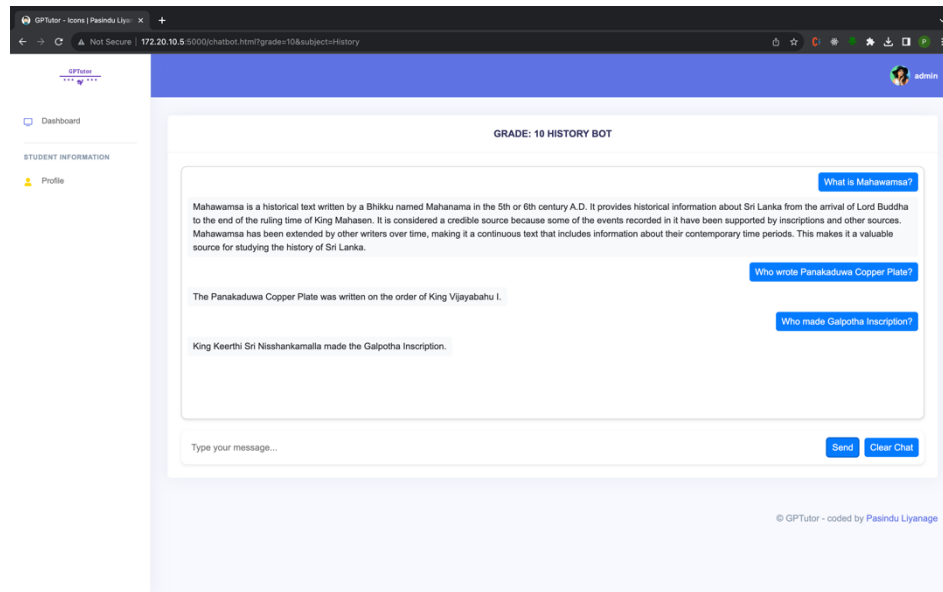 GPTutor - Icons | Pasindu Liyan
Not Secure | 172.20.10.5:5000/chatbot.html?grade=10&subject=History
GPTutor
admin
Dashboard
STUDENT INFORMATION
Profile
GRADE: 10 HISTORY BOT
What is Mahawamsa?
Mahawamsa is a historical text written by a Bhikku named Mahanama in the 5th or 6th century A.D. It provides historical information about Sri Lanka from the arrival of Lord Buddha
to the end of the ruling time of King Mahasen. It is considered a credible source because some of the events recorded in it have been supported by inscriptions and other sources.
Mahawamsa has been extended by other writers over time, making it a continuous text that includes information about their contemporary time periods. This makes it a valuable
source for studying the history of Sri Lanka.
Who wrote Panakaduwa Copper Plate?
The Panakaduwa Copper Plate was written on the order of King Vijayabahu I.
Who made Galpotha Inscription?
King Keerthi Sri Nisshankamalla made the Galpotha Inscription.
Type your message...
Send
Clear Chat
© GPTutor - coded by Pasindu Liyanage